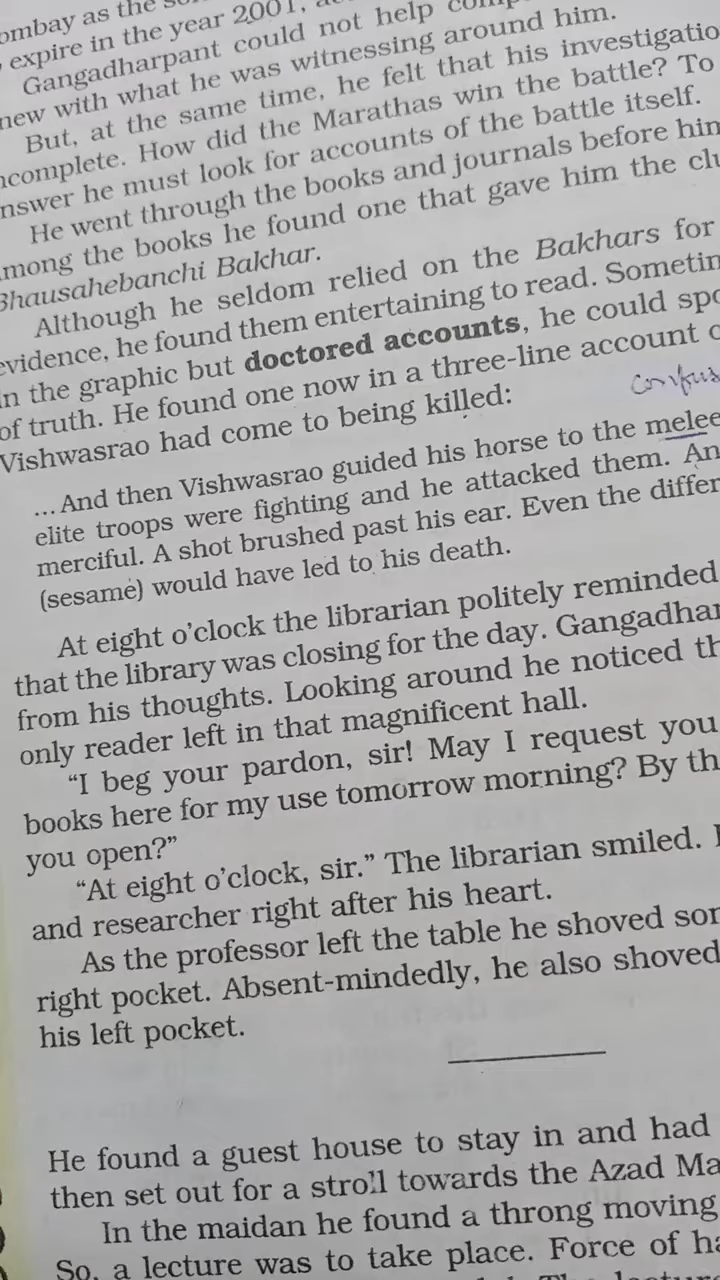 ombay as the
expire in the year 2001,
Gangadharpant could not help
new with what he was witnessing around him.
But, at the same time, he felt that his investigatio
ncomplete. How did the Marathas win the battle? To
nswer he must look for accounts of the battle itself.
He went through the books and journals before him
mong the books he found one that gave him the clu
Bhausahebanchi Bakhar.
Although he seldom relied on the Bakhars for
evidence, he found them entertaining to read. Sometim
in the graphic but doctored accounts, he could spo
of truth. He found one now in a three-line account o
Vishwasrao had come to being killed:
confus
...And then Vishwasrao guided his horse to the melee
elite troops were fighting and he attacked them. An
merciful. A shot brushed past his ear. Even the differ
(sesame) would have led to his death.
At eight o'clock the librarian politely reminded
that the library was closing for the day. Gangadhar
from his thoughts. Looking around he noticed th
only reader left in that magnificent hall.
“I beg your pardon, sir! May I request you
books here for my use tomorrow morning? By th
you open?”
“At eight o'clock, sir.” The librarian smiled.
and researcher right after his heart.
As the professor left the table he shoved som
right pocket. Absent-mindedly, he also shoved
his left pocket.
He found a guest house to stay in and had
then set out for a stroll towards the Azad Ma
In the maidan he found a throng moving
So, a lecture was to take place. Force of ha